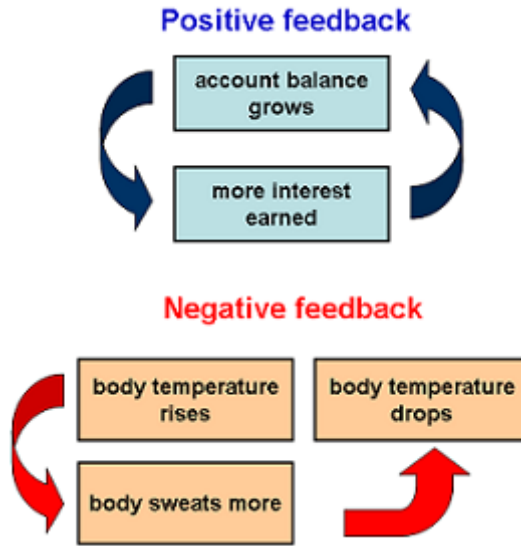 Positive feedback
account balance
grows
more interest
earned
Negative feedback
body temperature
rises
body temperature
drops
body sweats more